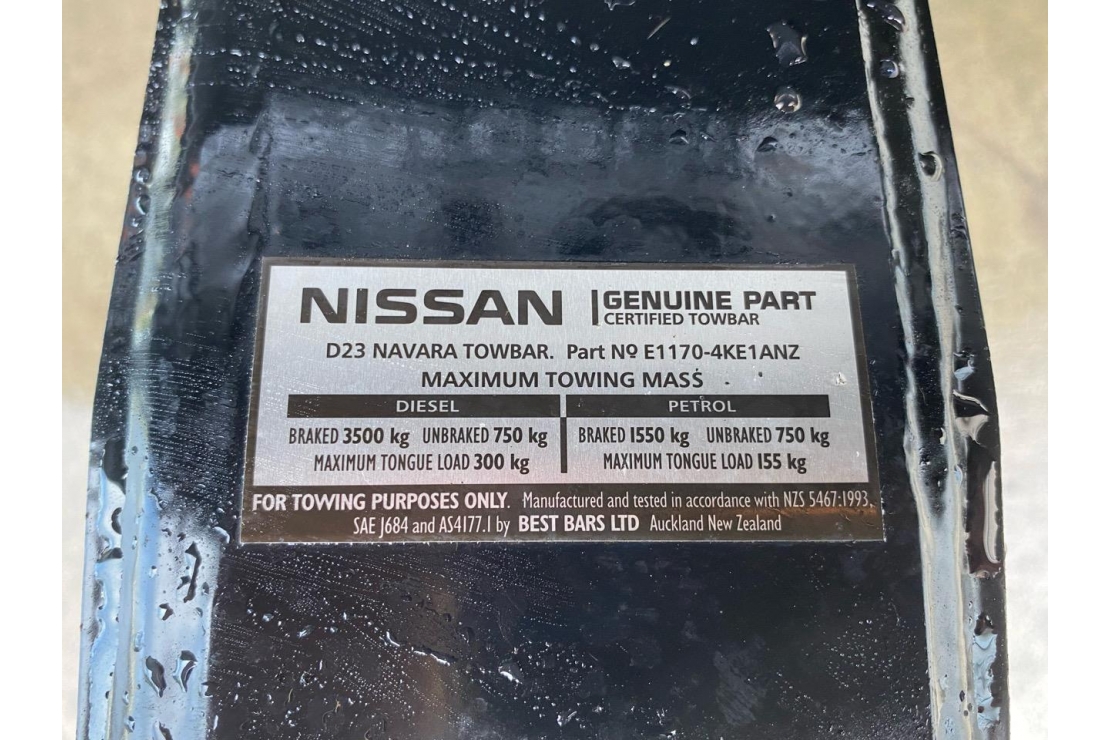 NISSAN | GENUINE PART
CERTIFIED TOWBAR
D23 NAVARA TOWBAR. Part Nº E1170-4KE1ANZ
MAXIMUM TOWING MASS
DIESEL PETROL
BRAKED 3500 kg UNBRAKED 750 kg BRAKED 1550 kg UNBRAKED 750 kg
MAXIMUM TONGUE LOAD 300 kg MAXIMUM TONGUE LOAD 155 kg
FOR TOWING PURPOSES ONLY. Manufactured and tested in accordance with NZS 5467:1993,
SAE J684 and AS4177.1 by BEST BARS LTD Auckland New Zealand